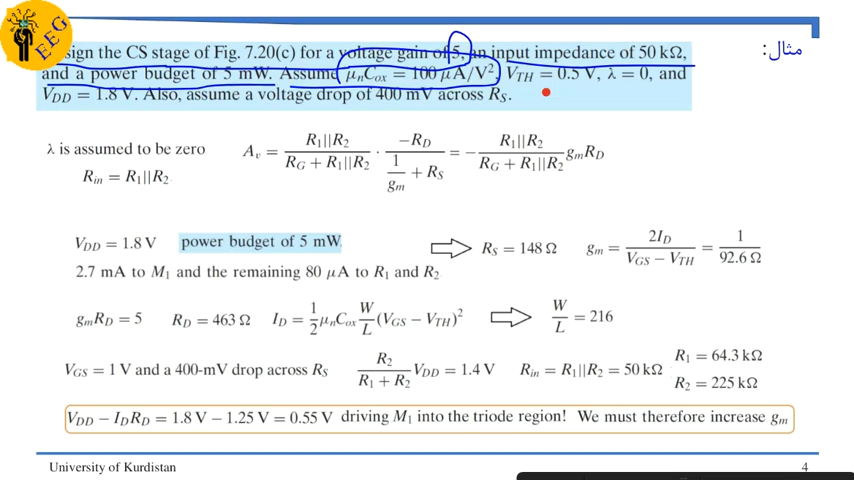 مثال:
EEG
sign the CS stage of Fig. 7.20(c) for a voltage gain of 5, an input impedance of 50 kΩ,
and a power budget of 5 mW. Assume μnCox = 100 μA/V², VTH = 0.5 V, λ = 0, and
VDD = 1.8 V. Also, assume a voltage drop of 400 mV across RS.
λ is assumed to be zero
Av = R1||R2 / (RG + R1||R2) · −RD / (1/gm + RS) = − R1||R2 / (RG + R1||R2) gmRD
Rin = R1||R2.
VDD = 1.8 V power budget of 5 mW. ⇒ RS = 148 Ω gm = 2ID / (VGS − VTH) = 1 / 92.6 Ω
2.7 mA to M1 and the remaining 80 μA to R1 and R2
gmRD = 5 RD = 463 Ω ID = 1/2 μnCox W/L (VGS − VTH)² ⇒ W/L = 216
VGS = 1 V and a 400-mV drop across RS R2 / (R1 + R2) VDD = 1.4 V Rin = R1||R2 = 50 kΩ R1 = 64.3 kΩ
R2 = 225 kΩ
VDD − IDRD = 1.8 V − 1.25 V = 0.55 V driving M1 into the triode region! We must therefore increase gm
University of Kurdistan 4